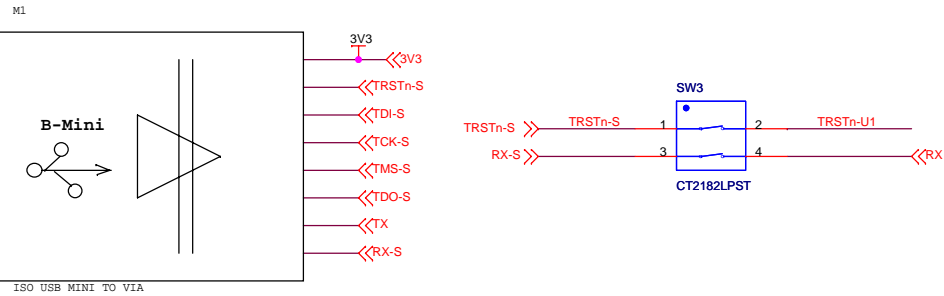 M1
3V3
3V3
TRSTn-S
TDI-S
B-Mini
TCK-S
TMS-S
TDO-S
TX
RX-S
ISO USB MINI TO VIA
SW3
TRSTn-S TRSTn-S 1 2 TRSTn-U1
RX-S 3 4 RX
CT2182LPST